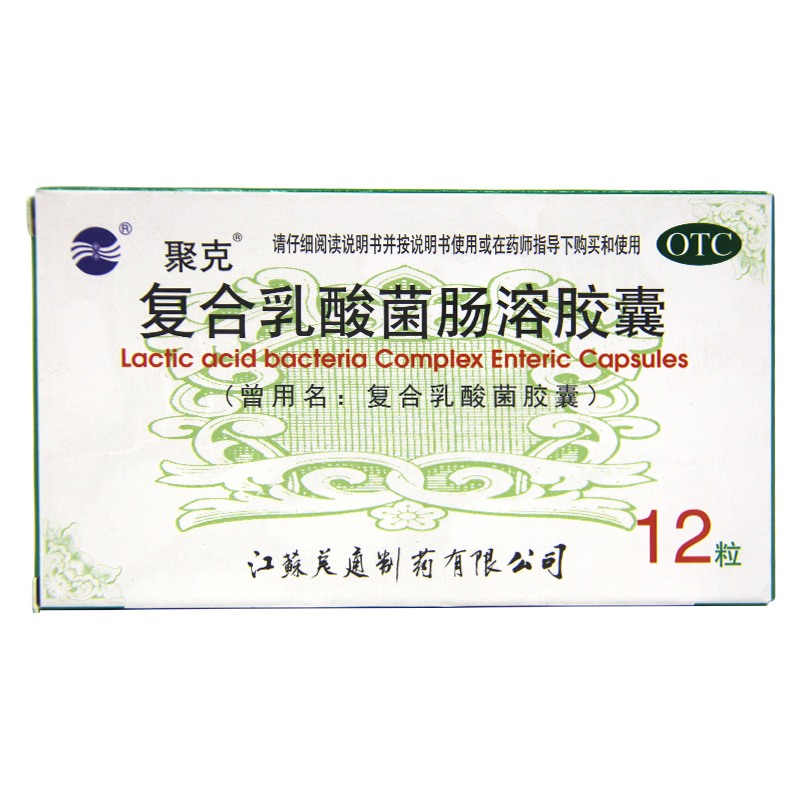 聚克®
请仔细阅读说明书并按说明书使用或在药师指导下购买和使用
OTC
复合乳酸菌肠溶胶囊
Lactic acid bacteria Complex Enteric Capsules
(曾用名：复合乳酸菌胶囊)
12粒
江蘇美通制药有限公司